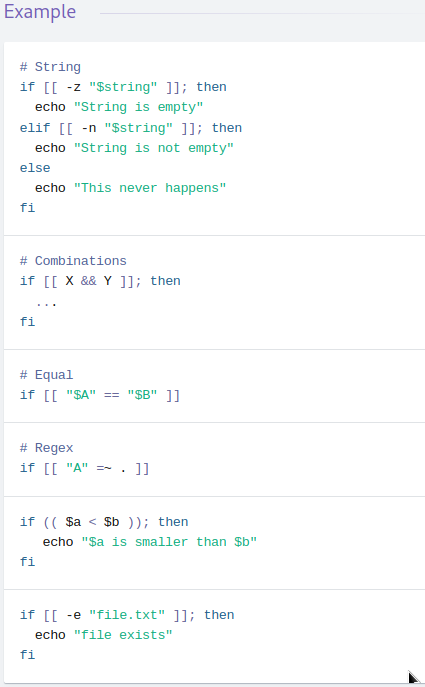 Example
# String
if [[ -z "$string" ]]; then
  echo "String is empty"
elif [[ -n "$string" ]]; then
  echo "String is not empty"
else
  echo "This never happens"
fi
# Combinations
if [[ X && Y ]]; then
  ...
fi
# Equal
if [[ "$A" == "$B" ]]
# Regex
if [[ "A" =~ . ]]
if (( $a < $b )); then
   echo "$a is smaller than $b"
fi
if [[ -e "file.txt" ]]; then
  echo "file exists"
fi